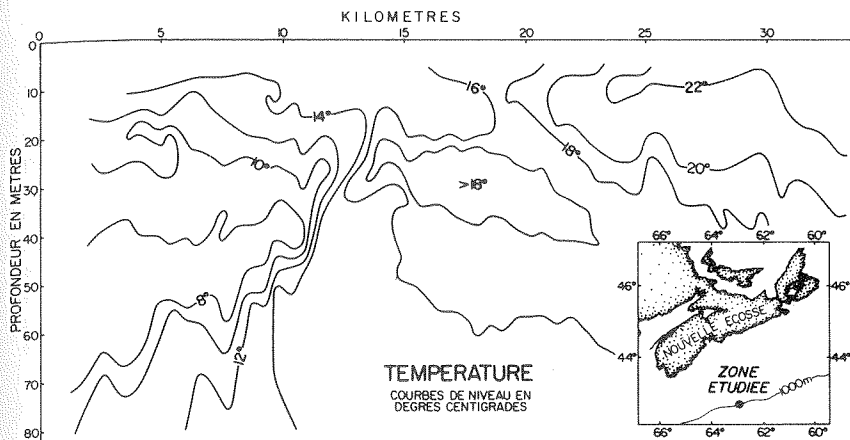 KILOMETRES
0 5 10 15 20 25 30
PROFONDEUR EN METRES
0
10
20
30
40
50
60
70
80
14°
16°
22°
18°
20°
10°
>18°
8°
12°
TEMPERATURE
COURBES DE NIVEAU EN
DEGRES CENTIGRADES
66° 64° 62° 60°
46° 46°
NOUVELLE ECOSSE
44° 44°
ZONE
ETUDIEE
1000m
66° 64° 62° 60°